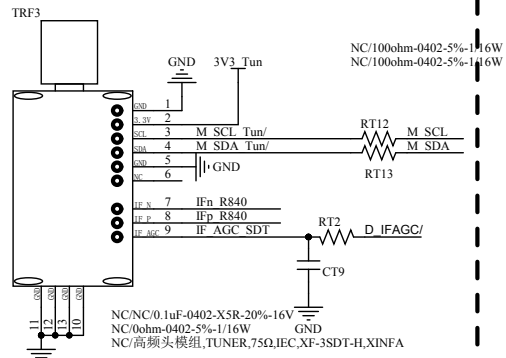 TRF3
GND
3V3_Tun
NC/100ohm-0402-5%-1/16W
NC/100ohm-0402-5%-1/16W
GND 1
3.3V 2
SCL 3 M_SCL_Tun/ RT12 M_SCL
SDA 4 M_SDA_Tun/ M_SDA
GND 5 GND
NC 6
RT13
IF_N 7 IFn_R840
IF_P 8 IFp_R840
IF_AGC 9 IF_AGC_SDT RT2 D_IFAGC/
CT9
GND GND GND GND
11 12 13 10
NC/NC/0.1uF-0402-X5R-20%-16V
NC/0ohm-0402-5%-1/16W
GND
NC/高频头模组,TUNER,75Ω,IEC,XF-3SDT-H,XINFA